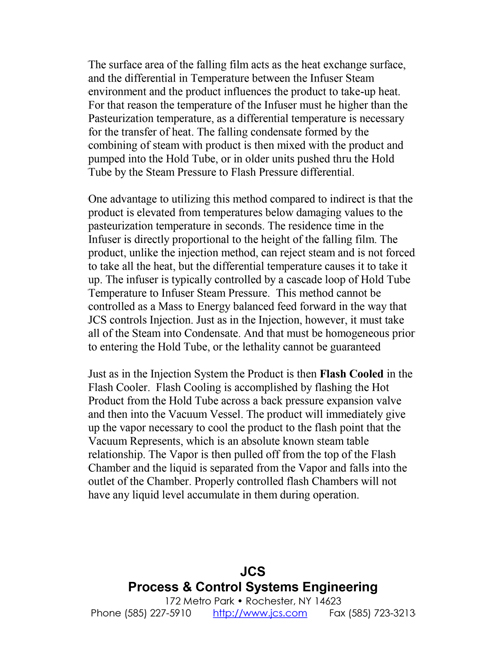 The surface area of the falling film acts as the heat exchange surface,
and the differential in Temperature between the Infuser Steam
environment and the product influences the product to take-up heat.
For that reason the temperature of the Infuser must he higher than the
Pasteurization temperature, as a differential temperature is necessary
for the transfer of heat. The falling condensate formed by the
combining of steam with product is then mixed with the product and
pumped into the Hold Tube, or in older units pushed thru the Hold
Tube by the Steam Pressure to Flash Pressure differential.
One advantage to utilizing this method compared to indirect is that the
product is elevated from temperatures below damaging values to the
pasteurization temperature in seconds. The residence time in the
Infuser is directly proportional to the height of the falling film. The
product, unlike the injection method, can reject steam and is not forced
to take all the heat, but the differential temperature causes it to take it
up. The infuser is typically controlled by a cascade loop of Hold Tube
Temperature to Infuser Steam Pressure.  This method cannot be
controlled as a Mass to Energy balanced feed forward in the way that
JCS controls Injection. Just as in the Injection, however, it must take
all of the Steam into Condensate. And that must be homogeneous prior
to entering the Hold Tube, or the lethality cannot be guaranteed
Just as in the Injection System the Product is then Flash Cooled in the
Flash Cooler.  Flash Cooling is accomplished by flashing the Hot
Product from the Hold Tube across a back pressure expansion valve
and then into the Vacuum Vessel. The product will immediately give
up the vapor necessary to cool the product to the flash point that the
Vacuum Represents, which is an absolute known steam table
relationship. The Vapor is then pulled off from the top of the Flash
Chamber and the liquid is separated from the Vapor and falls into the
outlet of the Chamber. Properly controlled flash Chambers will not
have any liquid level accumulate in them during operation.
JCS
Process & Control Systems Engineering
172 Metro Park • Rochester, NY 14623
Phone (585) 227-5910 http://www.jcs.com Fax (585) 723-3213